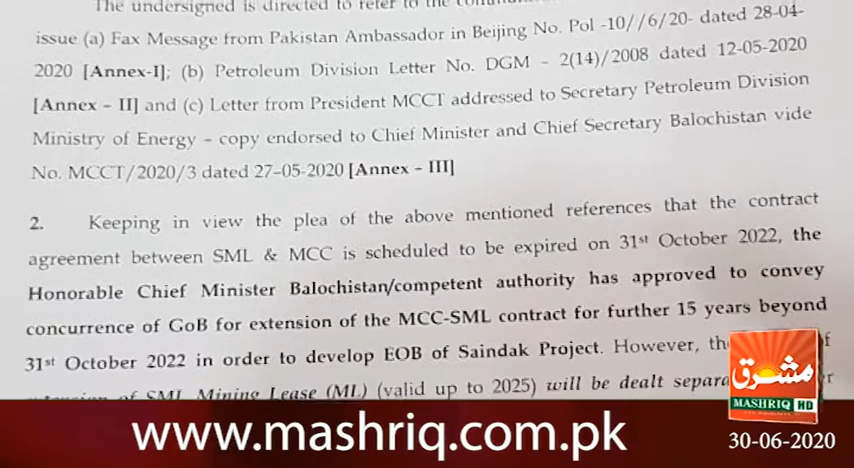 The undersigned is directed to refer to the
issue (a) Fax Message from Pakistan Ambassador in Beijing No. Pol -10//6/20- dated 28-04-
2020 [Annex-I]; (b) Petroleum Division Letter No. DGM – 2(14)/2008 dated 12-05-2020
[Annex – II] and (c) Letter from President MCCT addressed to Secretary Petroleum Division
Ministry of Energy – copy endorsed to Chief Minister and Chief Secretary Balochistan vide
No. MCCT/2020/3 dated 27-05-2020 [Annex – III]
2. Keeping in view the plea of the above mentioned references that the contract
agreement between SML & MCC is scheduled to be expired on 31st October 2022, the
Honorable Chief Minister Balochistan/competent authority has approved to convey
concurrence of GoB for extension of the MCC-SML contract for further 15 years beyond
31st October 2022 in order to develop EOB of Saindak Project. However,
of SML Mining Lease (ML) (valid up to 2025) will be dealt
مشرق
MASHRIQ HD
www.mashriq.com.pk
30-06-2020